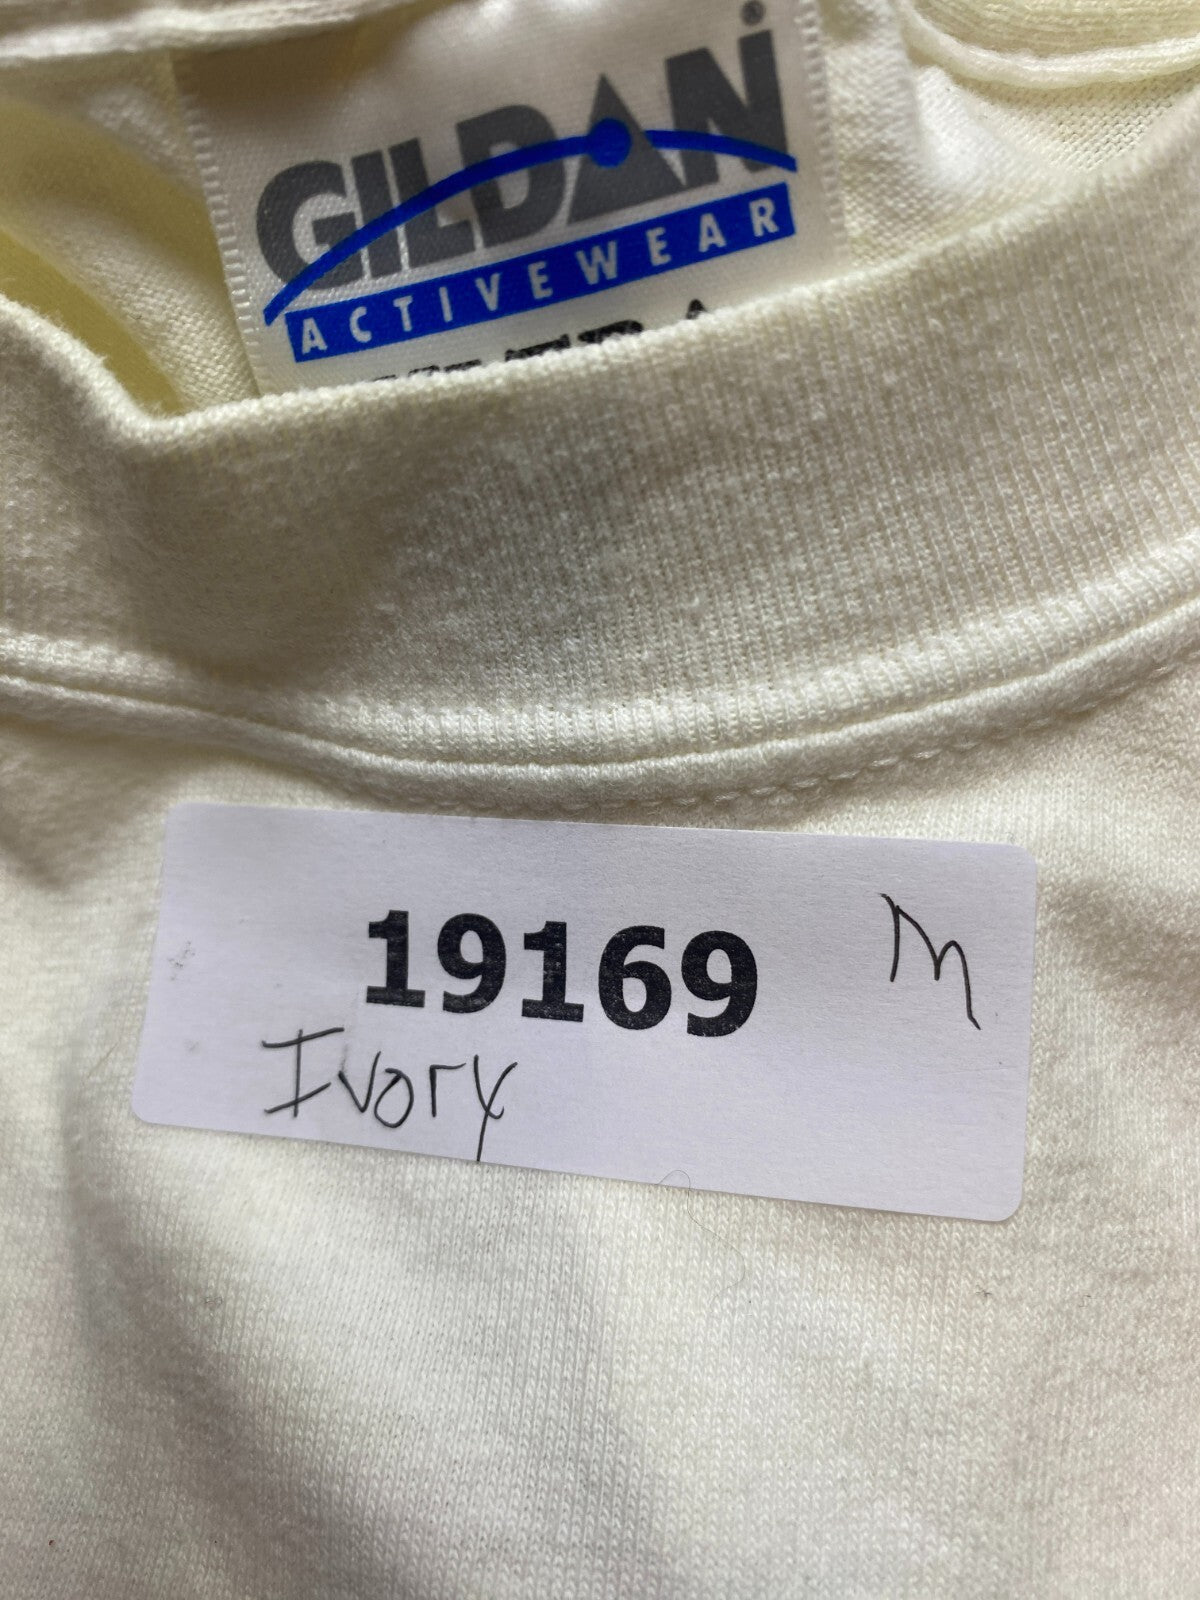 GILDAN®
ACTIVEWEAR
19169
M
Ivory